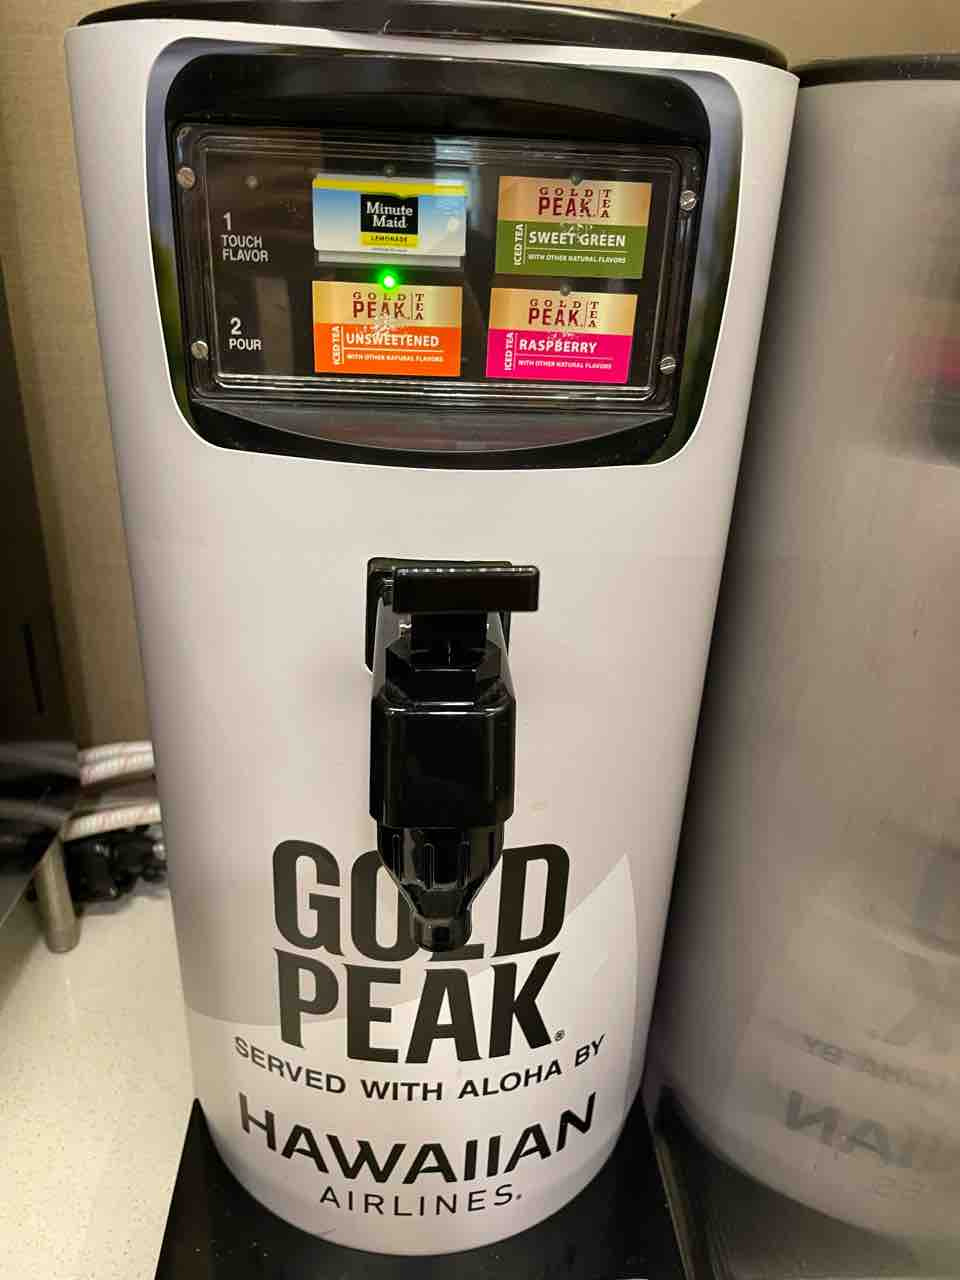 1
TOUCH
FLAVOR
2
POUR
Minute
Maid
LEMONADE
GOLD
PEAK
TEA
ICED TEA
SWEET GREEN
WITH OTHER NATURAL FLAVORS
GOLD
PEAK
TEA
ICED TEA
UNSWEETENED
WITH OTHER NATURAL FLAVORS
GOLD
PEAK
TEA
ICED TEA
RASPBERRY
WITH OTHER NATURAL FLAVORS
GOLD
PEAK®
SERVED WITH ALOHA BY
HAWAIIAN
AIRLINES®